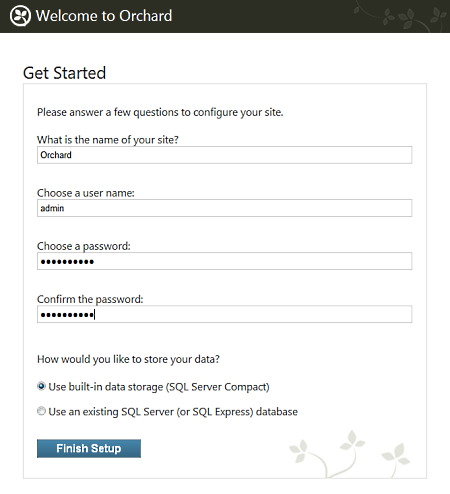 Welcome to Orchard
Get Started
Please answer a few questions to configure your site.
What is the name of your site?
Orchard
Choose a user name:
admin
Choose a password:
●●●●●●●●●●
Confirm the password:
●●●●●●●●●●
How would you like to store your data?
Use built-in data storage (SQL Server Compact)
Use an existing SQL Server (or SQL Express) database
Finish Setup